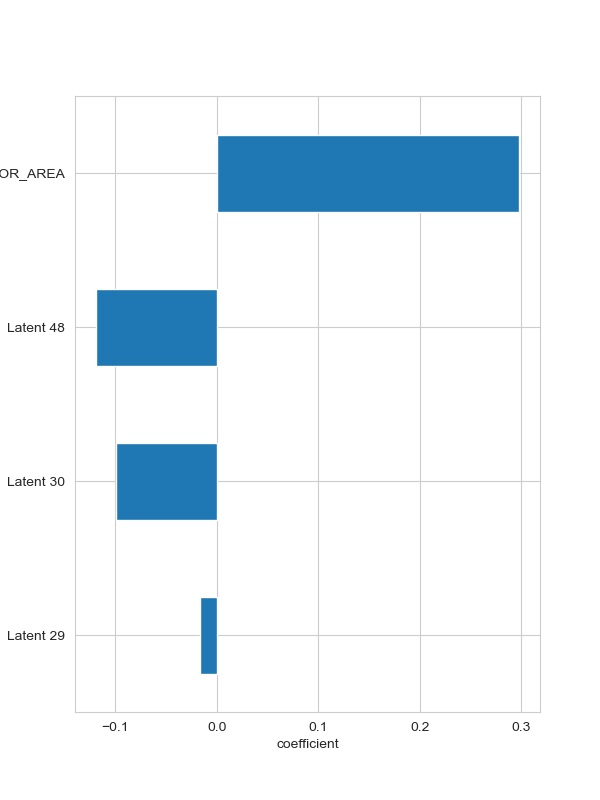 OR_AREA
Latent 48
Latent 30
Latent 29
−0.1 0.0 0.1 0.2 0.3
coefficient